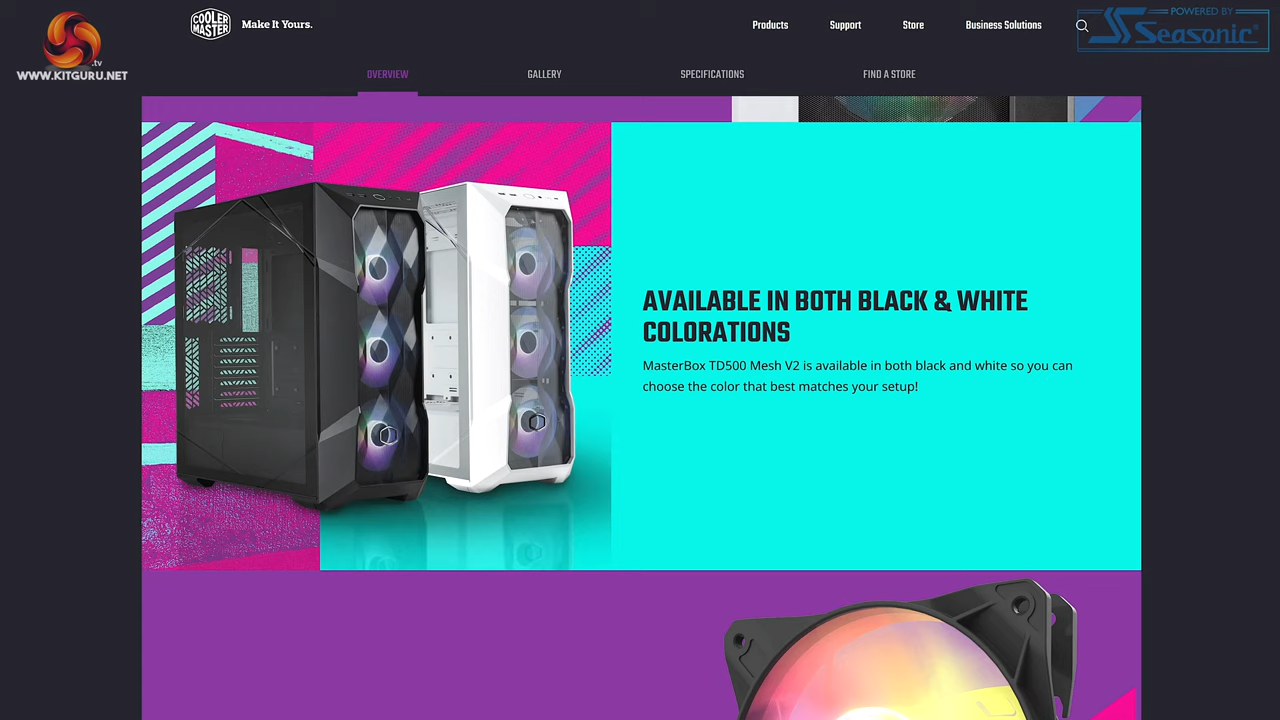 COOLER MASTER
Make It Yours.
Products
Support
Store
Business Solutions
POWERED BY
Seasonic
.tv
WWW.KITGURU.NET
OVERVIEW
GALLERY
SPECIFICATIONS
FIND A STORE
AVAILABLE IN BOTH BLACK & WHITE
COLORATIONS
MasterBox TD500 Mesh V2 is available in both black and white so you can
choose the color that best matches your setup!